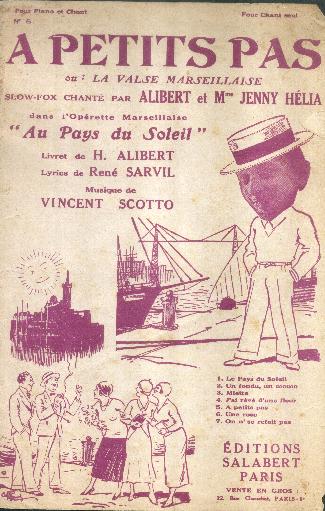 Pour Piano et Chant
Pour Chant seul
N° 5
A PETITS PAS
ou : LA VALSE MARSEILLAISE
SLOW-FOX CHANTÉ PAR ALIBERT et Mme JENNY HÉLIA
dans l'Opérette Marseillaise
"Au Pays du Soleil"
Livret de H. ALIBERT
Lyrics de René SARVIL
Musique de
VINCENT SCOTTO
1. Le Pays du Soleil
2. Un fondu, un momo
3. Miette
4. J'ai rêvé d'une fleur
5. A petits pas
6. Une rose
7. On m'se refait pas
ÉDITIONS
SALABERT
PARIS
VENTE EN GROS :
22, Rue Chauchat, PARIS-9e